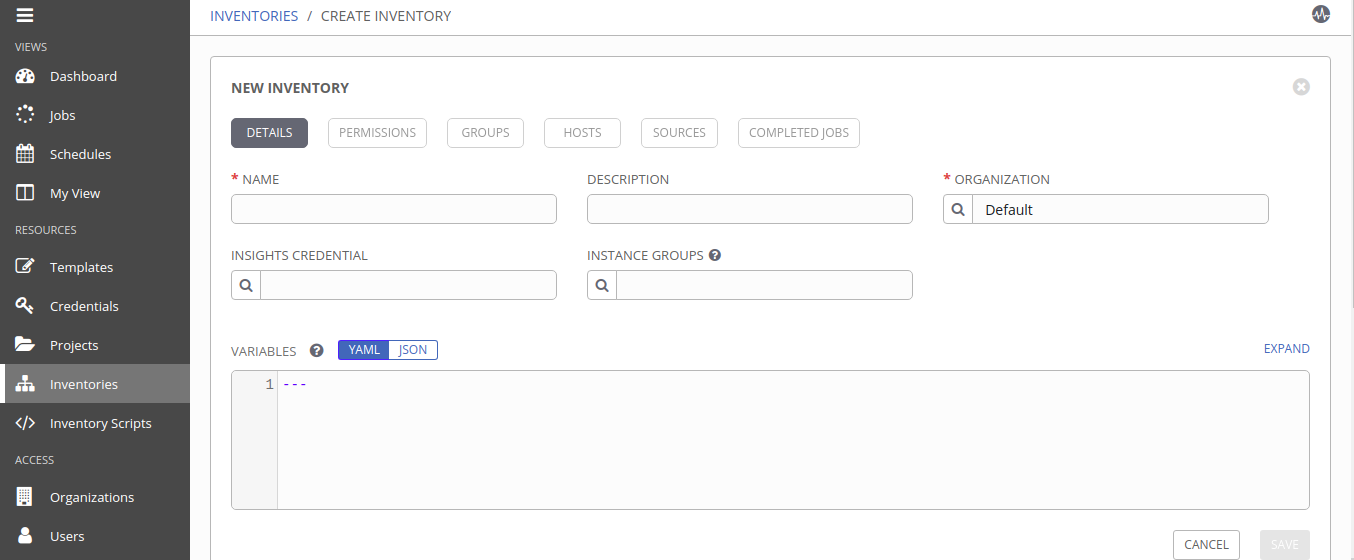 INVENTORIES / CREATE INVENTORY
VIEWS
Dashboard
Jobs
Schedules
My View
RESOURCES
Templates
Credentials
Projects
Inventories
Inventory Scripts
ACCESS
Organizations
Users
NEW INVENTORY
DETAILS PERMISSIONS GROUPS HOSTS SOURCES COMPLETED JOBS
* NAME DESCRIPTION * ORGANIZATION
Default
INSIGHTS CREDENTIAL INSTANCE GROUPS ?
VARIABLES ? YAML JSON EXPAND
1 ---
CANCEL SAVE